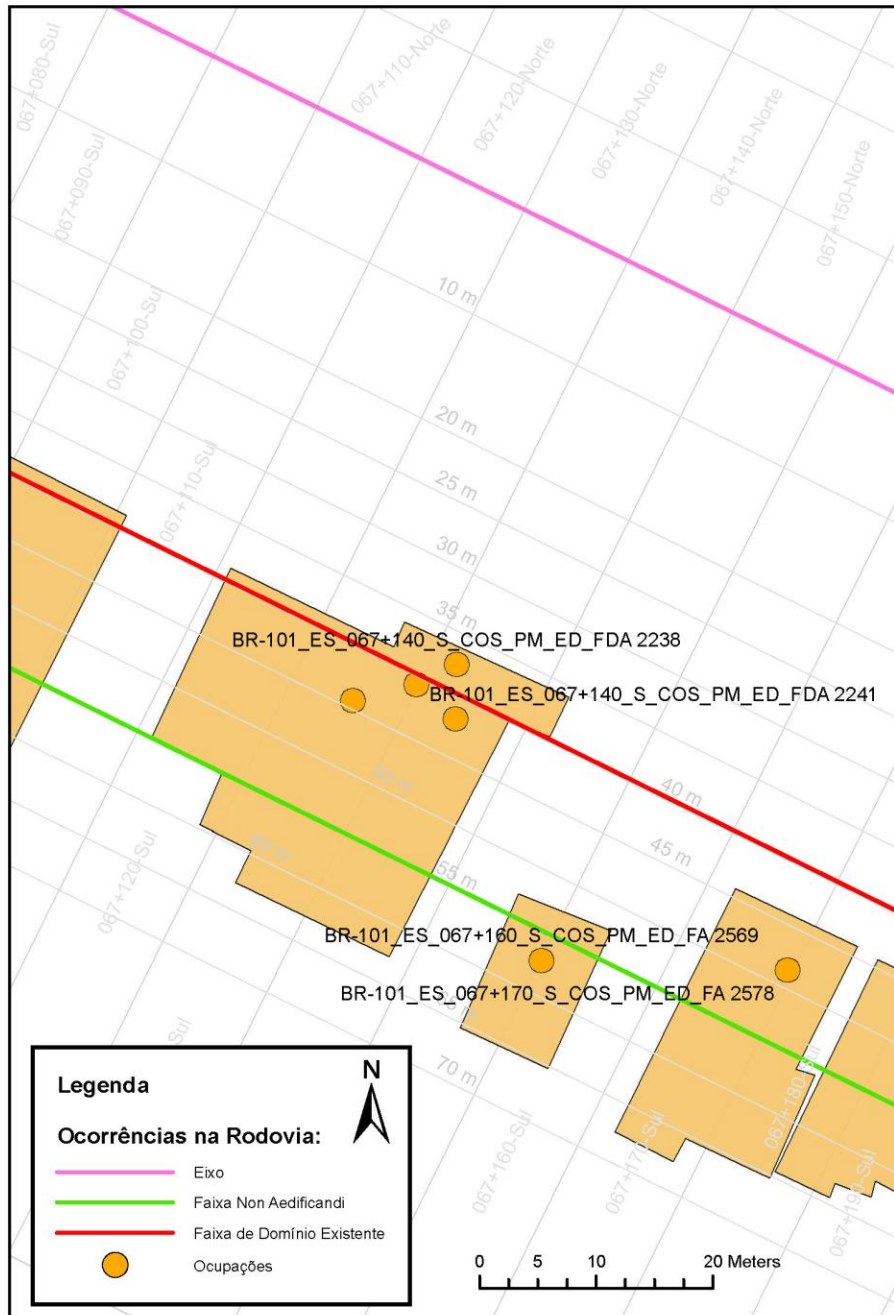 067+080-Sul
067+110-Norte
067+120-Norte
067+130-Norte
067+140-Norte
067+150-Norte
067+090-Sul
067+100-Sul
10 m
20 m
067+110-Sul
25 m
30 m
35 m
BR-101_ES_067+140_S_COS_PM_ED_FDA 2238
BR-101_ES_067+140_S_COS_PM_ED_FDA 2241
40 m
45 m
067+120-Sul
55 m
BR-101_ES_067+160_S_COS_PM_ED_FA 2569
BR-101_ES_067+170_S_COS_PM_ED_FA 2578
70 m
067+180-Sul
067+160-Sul
067+170-Sul
067+190-Sul
-Sul
Legenda
N
Ocorrências na Rodovia:
Eixo
Faixa Non Aedificandi
Faixa de Domínio Existente
Ocupações
0 5 10 20 Meters